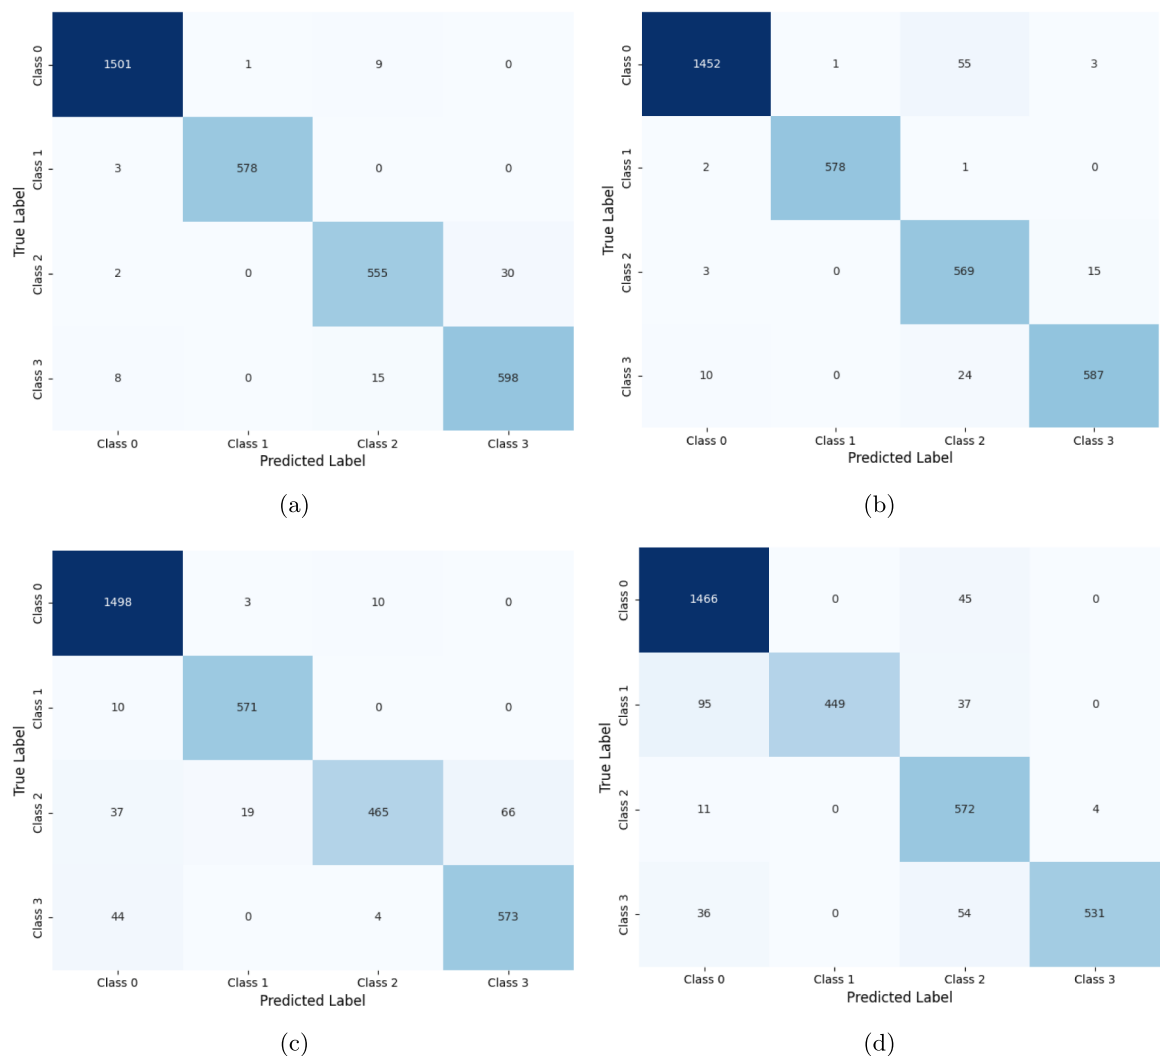 Class 0 1501 1 9 0
Class 1 3 578 0 0
Class 2 2 0 555 30
Class 3 8 0 15 598
True Label
Class 0 Class 1 Class 2 Class 3
Predicted Label
(a)
Class 0 1452 1 55 3
Class 1 2 578 1 0
Class 2 3 0 569 15
Class 3 10 0 24 587
True Label
Class 0 Class 1 Class 2 Class 3
Predicted Label
(b)
Class 0 1498 3 10 0
Class 1 10 571 0 0
Class 2 37 19 465 66
Class 3 44 0 4 573
True Label
Class 0 Class 1 Class 2 Class 3
Predicted Label
(c)
Class 0 1466 0 45 0
Class 1 95 449 37 0
Class 2 11 0 572 4
Class 3 36 0 54 531
True Label
Class 0 Class 1 Class 2 Class 3
Predicted Label
(d)